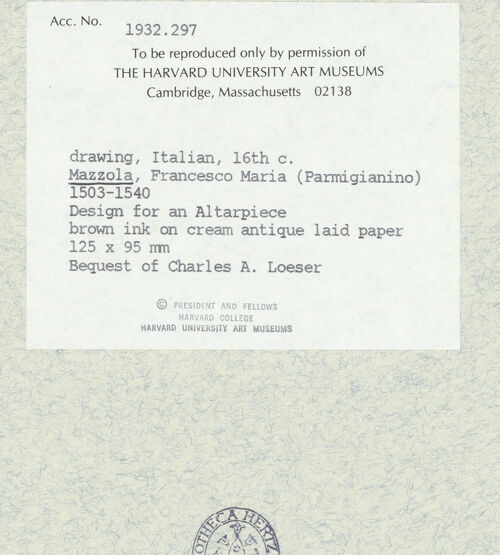 Acc. No. 1932.297
To be reproduced only by permission of
THE HARVARD UNIVERSITY ART MUSEUMS
Cambridge, Massachusetts 02138
drawing, Italian, 16th c.
Mazzola, Francesco Maria (Parmigianino)
1503-1540
Design for an Altarpiece
brown ink on cream antique laid paper
125 x 95 mm
Bequest of Charles A. Loeser
© PRESIDENT AND FELLOWS
HARVARD COLLEGE
HARVARD UNIVERSITY ART MUSEUMS
OTHECA HERTZ